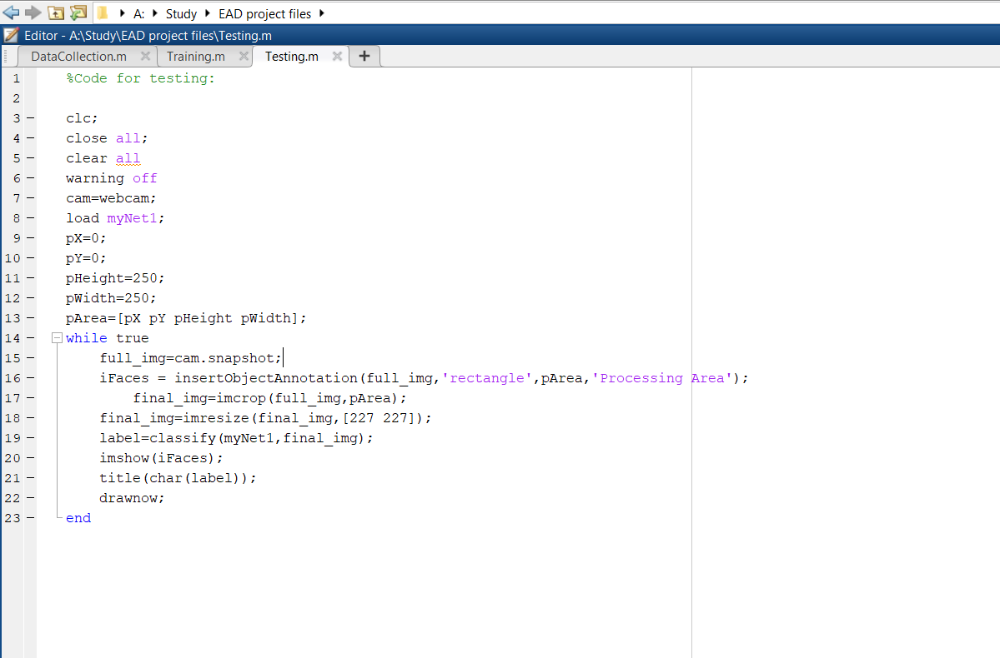 A: Study EAD project files
Editor - A:\Study\EAD project files\Testing.m
DataCollection.m Training.m Testing.m
1 %Code for testing:
2
3 clc;
4 close all;
5 clear all
6 warning off
7 cam=webcam;
8 load myNet1;
9 pX=0;
10 pY=0;
11 pHeight=250;
12 pWidth=250;
13 pArea=[pX pY pHeight pWidth];
14 while true
15 full_img=cam.snapshot;
16 iFaces = insertObjectAnnotation(full_img,'rectangle',pArea,'Processing Area');
17 final_img=imcrop(full_img,pArea);
18 final_img=imresize(final_img,[227 227]);
19 label=classify(myNet1,final_img);
20 imshow(iFaces);
21 title(char(label));
22 drawnow;
23 end